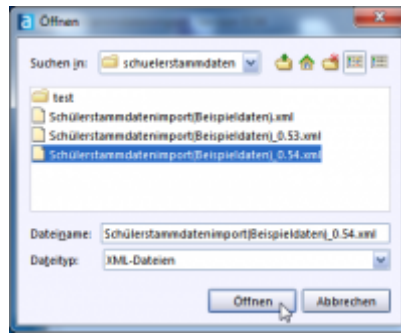 Öffnen
Suchen in: schuelerstammdaten
test
Schülerstammdatenimport(Beispieldaten).xml
Schülerstammdatenimport(Beispieldaten)_0.53.xml
Schülerstammdatenimport(Beispieldaten)_0.54.xml
Dateiname: Schülerstammdatenimport(Beispieldaten)_0.54.xml
Dateityp: XML-Dateien
Öffnen Abbrechen